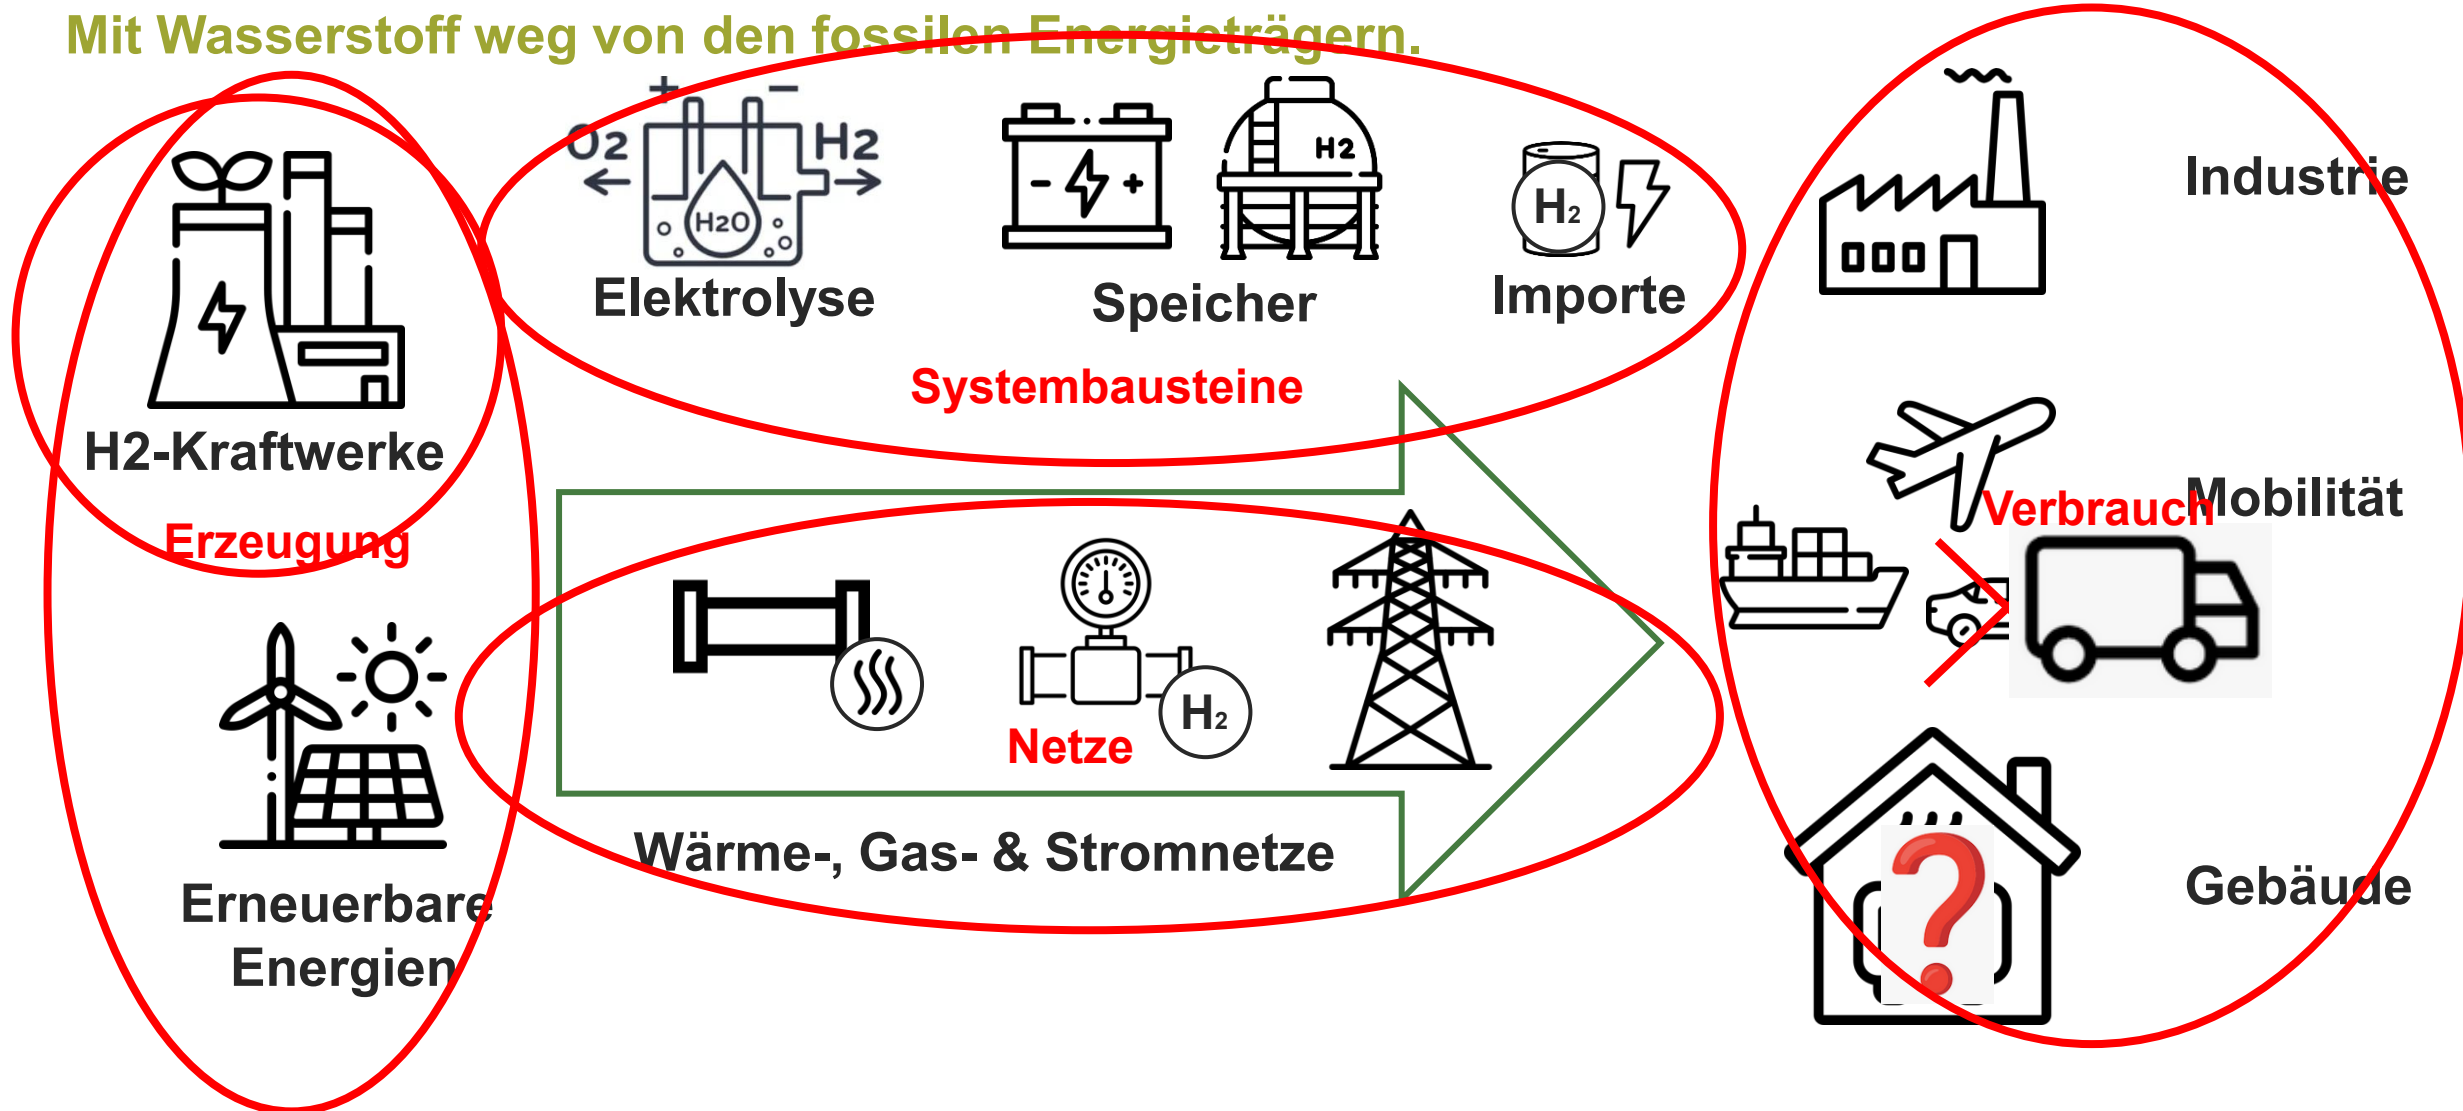 Mit Wasserstoff weg von den fossilen Energieträgern.
+ −
O2 H2
H2O
Elektrolyse
- +
H2
Speicher
H₂
Importe
Systembausteine
Industrie
H2-Kraftwerke
Erzeugung
Erneuerbare
Energien
H₂
Netze
Wärme-, Gas- & Stromnetze
Mobilität
Verbrauch
?
Gebäude